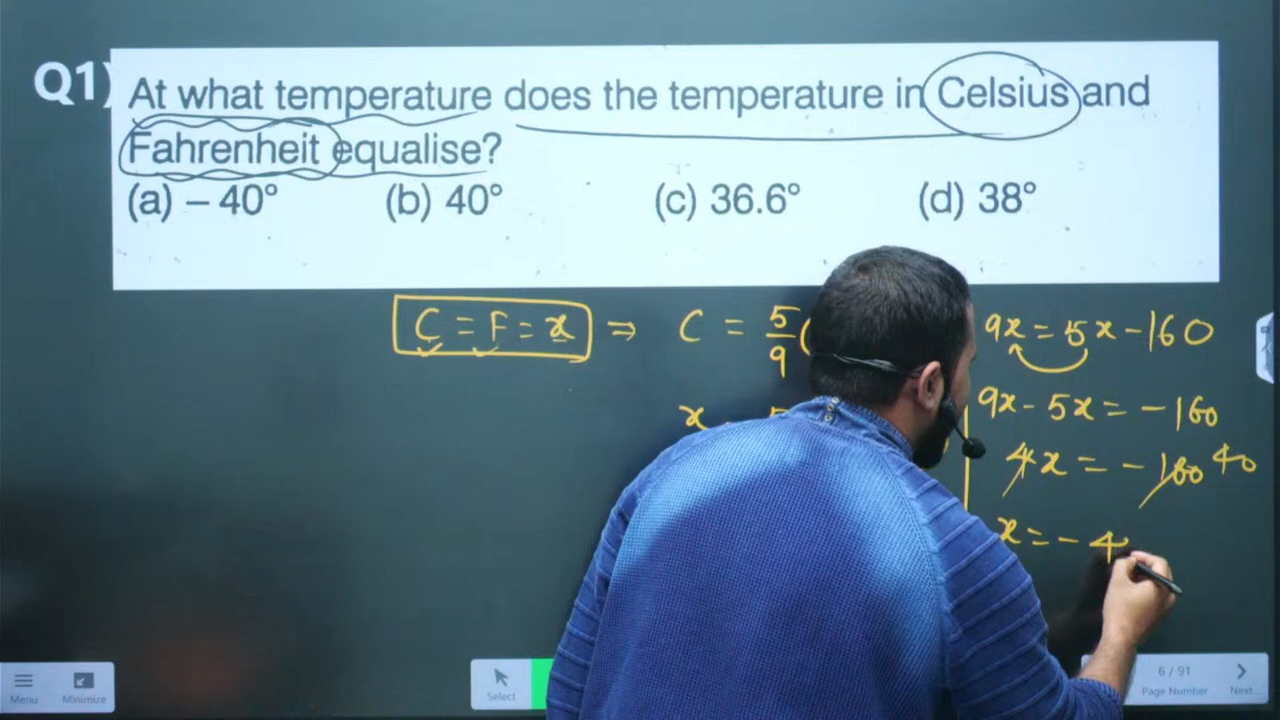 Q1)
At what temperature does the temperature in Celsius and
Fahrenheit equalise?
(a) – 40° (b) 40° (c) 36.6° (d) 38°
C = F = x ⇒ C = 5/9 (
9x = 5x - 160
x
9x - 5x = -160
4x = - 160 40
x = - 4
Menu
Minimize
Select
6 / 91
Page Number
Next